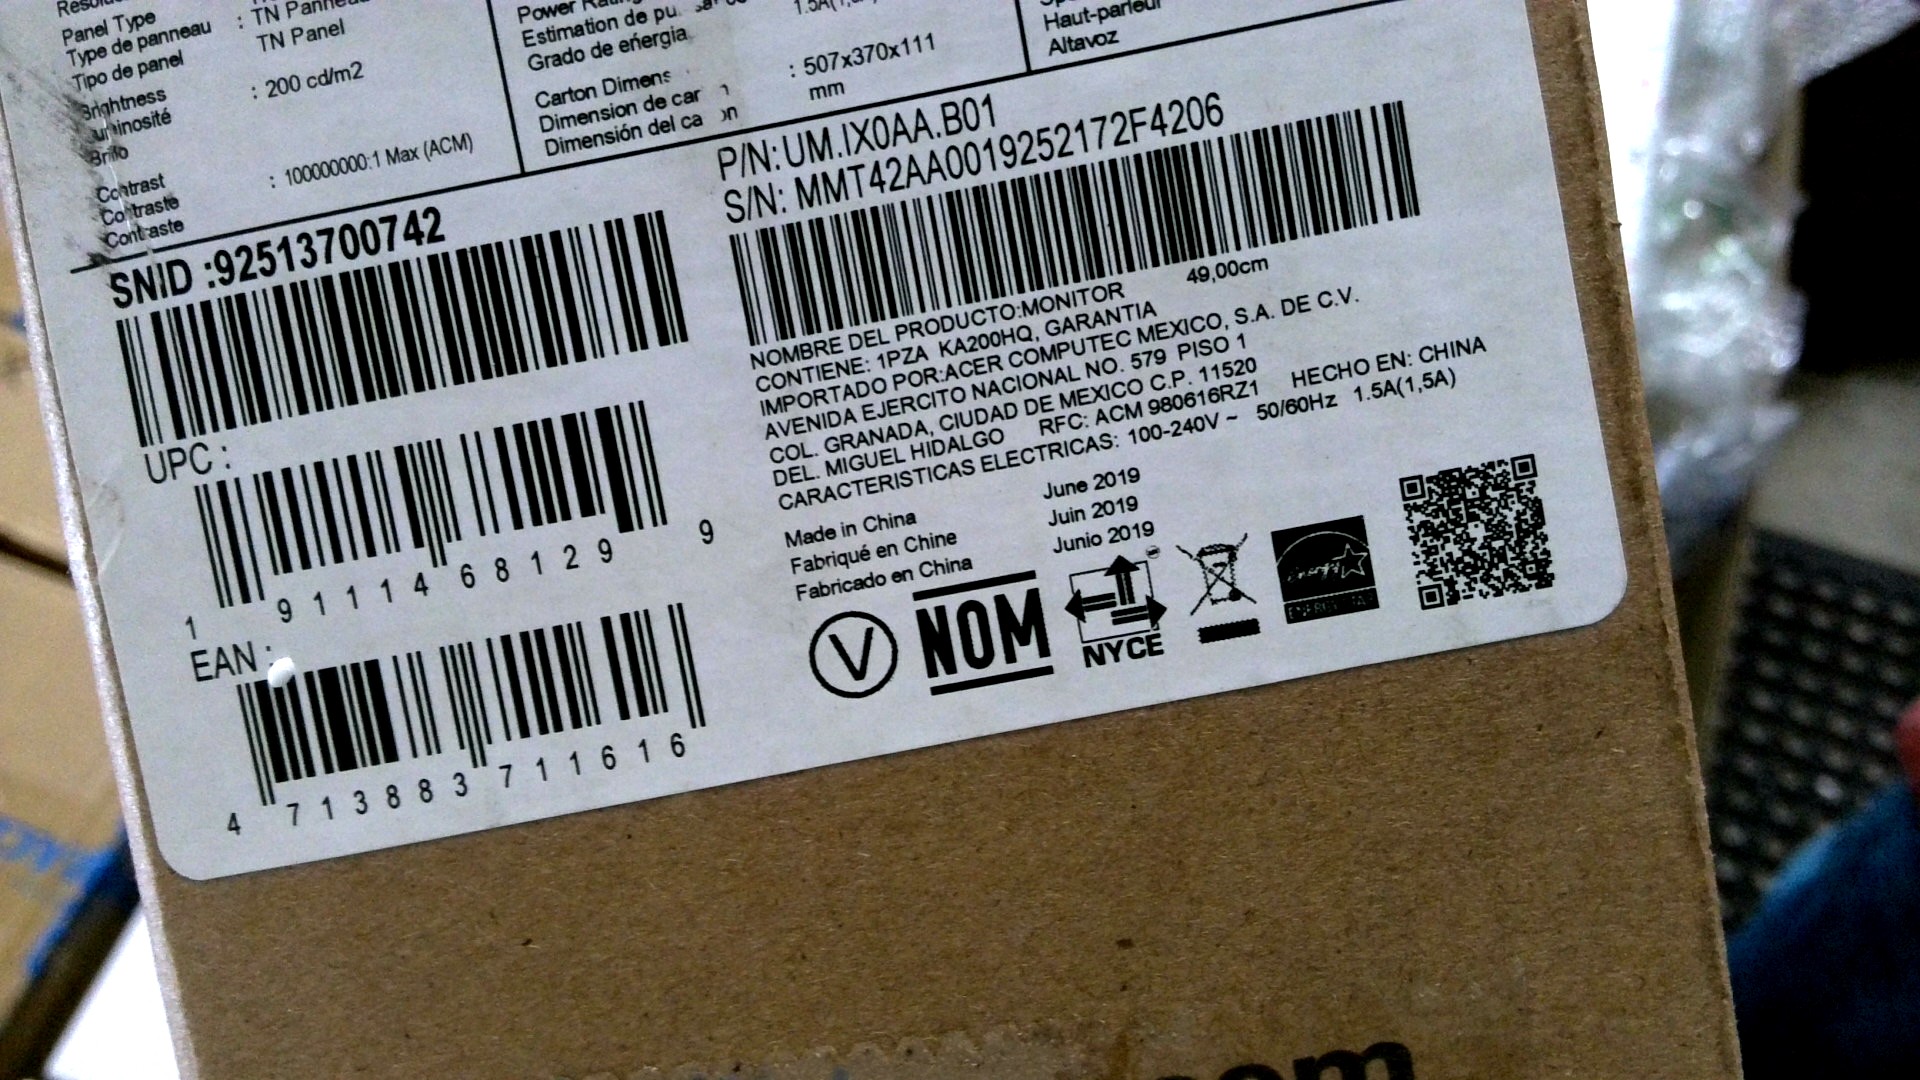 Panel Type
Type de panneau : TN Panneau
Tipo de panel TN Panel
Brightness
Luminosité : 200 cd/m2
Brillo
Contrast
Contraste : 100000000:1 Max (ACM)
Contraste
Power
Estimation de
Grado de energía
Carton
Dimension de : 507x370x111
Dimensión del mm
Haut-parleur
Altavoz
SNID :92513700742
UPC :
1 91114 68129 9
EAN :
4 713883 711616
P/N:UM.IX0AA.B01
S/N: MMT42AA0019252172F4206
NOMBRE DEL PRODUCTO:MONITOR 49,00cm
CONTIENE: 1PZA KA200HQ, GARANTIA
IMPORTADO POR:ACER COMPUTEC MEXICO, S.A. DE C.V.
AVENIDA EJERCITO NACIONAL NO. 579 PISO 1
COL. GRANADA, CIUDAD DE MEXICO C.P. 11520
DEL. MIGUEL HIDALGO RFC: ACM 980616RZ1 HECHO EN: CHINA
CARACTERISTICAS ELECTRICAS: 100-240V ~ 50/60Hz 1.5A(1,5A)
Made in China June 2019
Fabriqué en Chine Juin 2019
Fabricado en China Junio 2019
V
NOM
NYCE
energy
ENERGY STAR